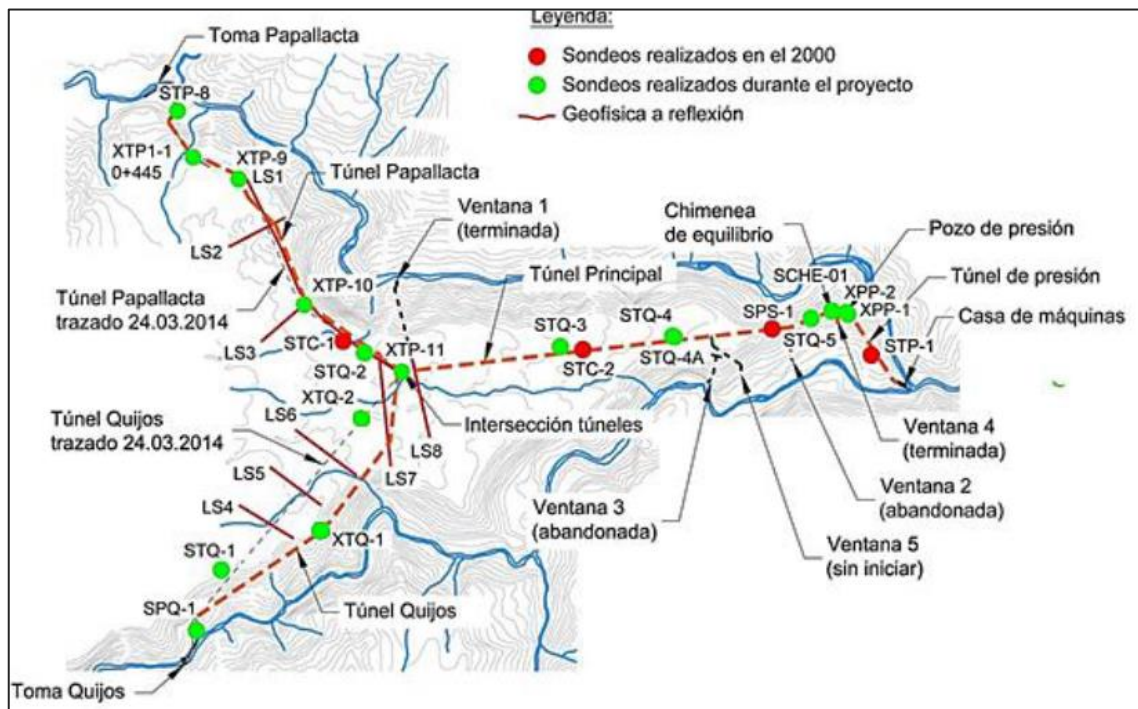 Leyenda:
Sondeos realizados en el 2000
Sondeos realizados durante el proyecto
Geofísica a reflexión
Toma Papallacta
STP-8
XTP1-1
0+445
XTP-9
LS1
Túnel Papallacta
LS2
Ventana 1
(terminada)
Túnel Papallacta
trazado 24.03.2014
XTP-10
LS3
STC-1
STQ-2
XTP-11
XTQ-2
Túnel Principal
STQ-3
STC-2
STQ-4
STQ-4A
Chimenea
de equilibrio
SCHE-01
Pozo de presión
XPP-2
XPP-1
Túnel de presión
SPS-1
STQ-5
STP-1
Casa de máquinas
Túnel Quijos
trazado 24.03.2014
LS6
LS5
LS4
LS8
LS7
Intersección túneles
Ventana 3
(abandonada)
Ventana 4
(terminada)
Ventana 2
(abandonada)
Ventana 5
(sin iniciar)
STQ-1
XTQ-1
SPQ-1
Túnel Quijos
Toma Quijos